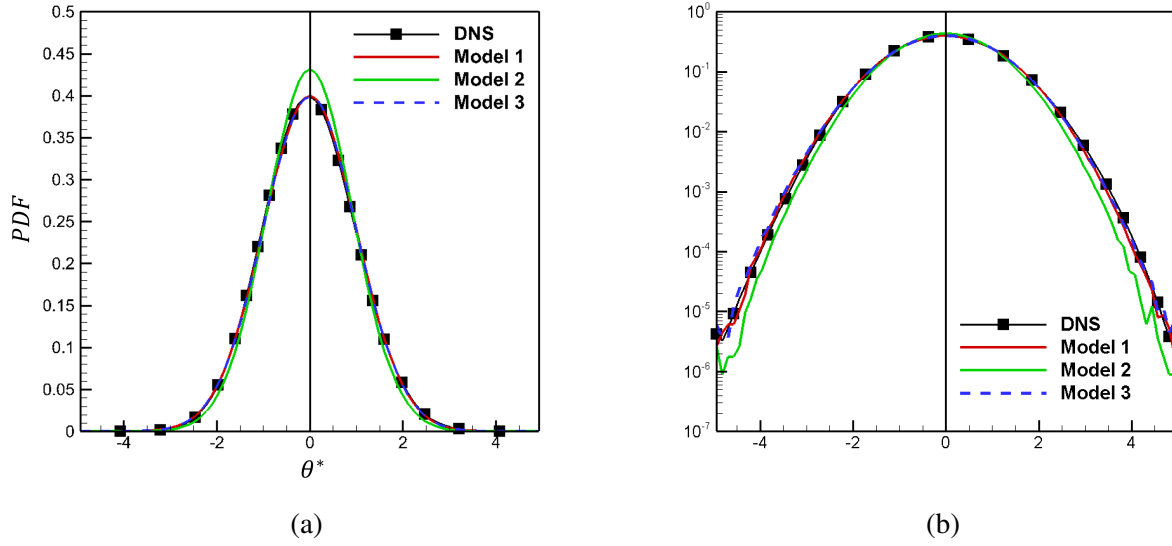 0.5
0.45
0.4
0.35
0.3
0.25
0.2
0.15
0.1
0.05
0
PDF
-4 -2 0 2 4
θ*
DNS
Model 1
Model 2
Model 3
(a)
10⁰
10⁻¹
10⁻²
10⁻³
10⁻⁴
10⁻⁵
10⁻⁶
10⁻⁷
-4 -2 0 2 4
DNS
Model 1
Model 2
Model 3
(b)